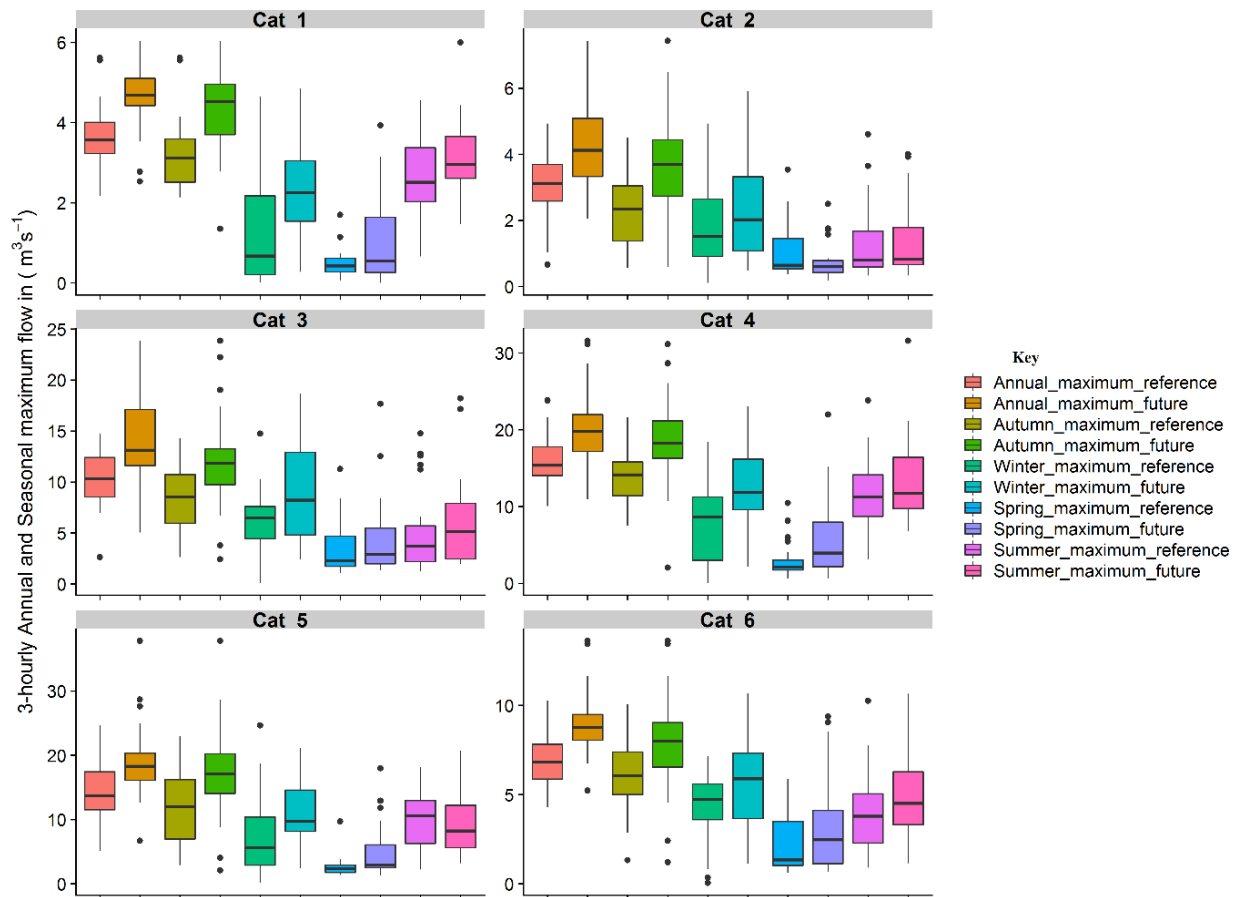 3-hourly Annual and Seasonal maximum flow in ( m³s⁻¹)
Cat 1
6
4
2
0
Cat 2
6
4
2
0
Cat 3
25
20
15
10
5
0
Cat 4
30
20
10
0
Cat 5
30
20
10
0
Cat 6
10
5
0
Key
Annual_maximum_reference
Annual_maximum_future
Autumn_maximum_reference
Autumn_maximum_future
Winter_maximum_reference
Winter_maximum_future
Spring_maximum_reference
Spring_maximum_future
Summer_maximum_reference
Summer_maximum_future